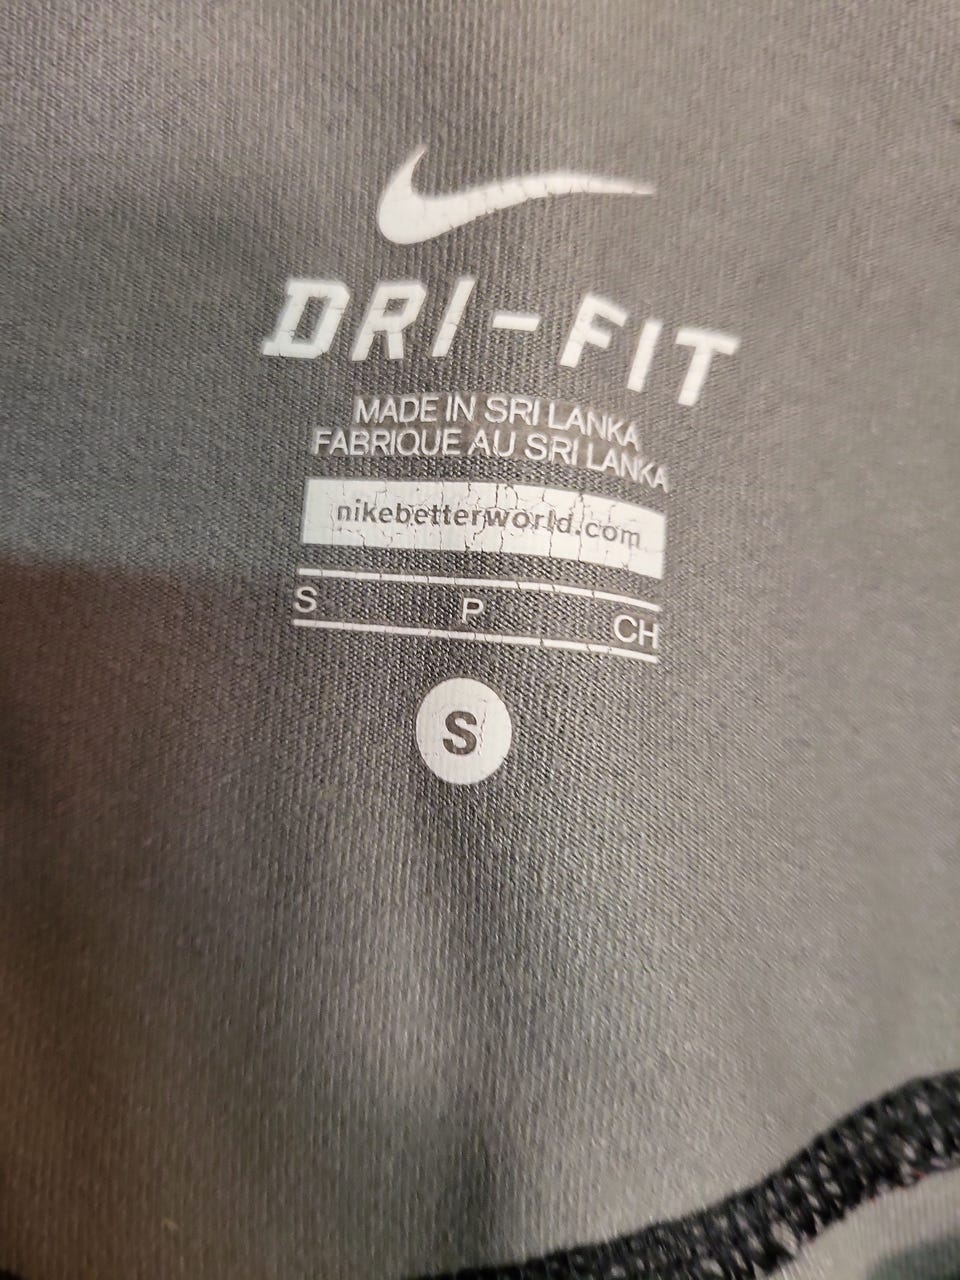 DRI-FIT
MADE IN SRI LANKA
FABRIQUE AU SRI LANKA
nikebetterworld.com
S P CH
S